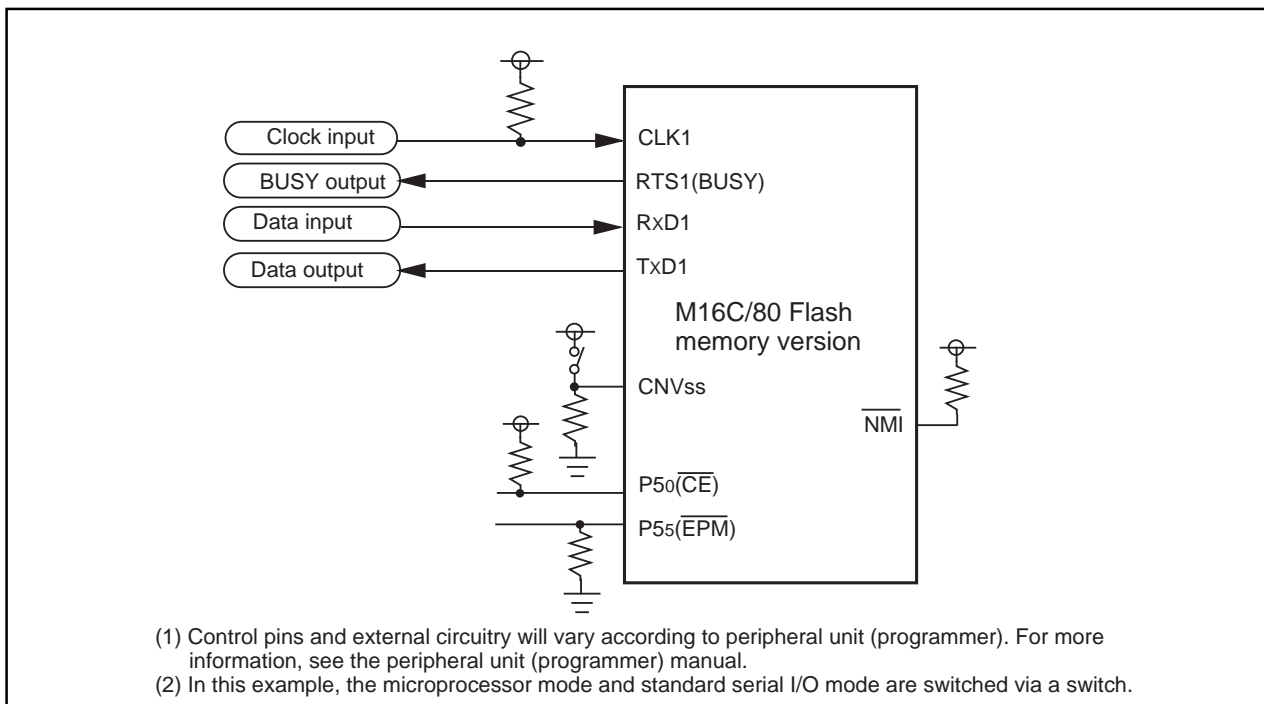 Clock input
CLK1
BUSY output
RTS1(BUSY)
Data input
RxD1
Data output
TxD1
M16C/80 Flash
memory version
CNVss
NMI
P50(CE)
P55(EPM)
(1) Control pins and external circuitry will vary according to peripheral unit (programmer). For more
information, see the peripheral unit (programmer) manual.
(2) In this example, the microprocessor mode and standard serial I/O mode are switched via a switch.